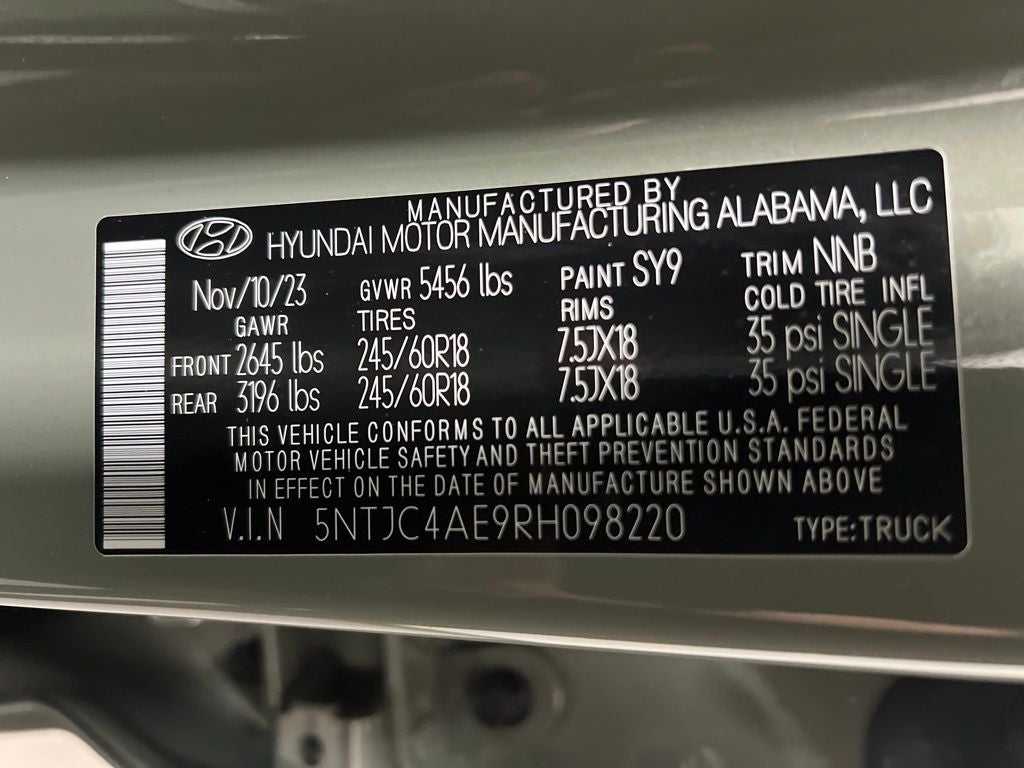 MANUFACTURED BY
HYUNDAI MOTOR MANUFACTURING ALABAMA, LLC
Nov/10/23 GVWR 5456 lbs PAINT SY9 TRIM NNB
GAWR TIRES RIMS COLD TIRE INFL
FRONT 2645 lbs 245/60R18 7.5JX18 35 psi SINGLE
REAR 3196 lbs 245/60R18 7.5JX18 35 psi SINGLE
THIS VEHICLE CONFORMS TO ALL APPLICABLE U.S.A. FEDERAL
MOTOR VEHICLE SAFETY AND THEFT PREVENTION STANDARDS
IN EFFECT ON THE DATE OF MANUFACTURE SHOWN ABOVE
V.I.N 5NTJC4AE9RH098220 TYPE:TRUCK